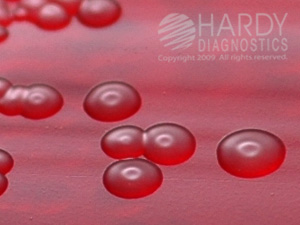 HARDY
DIAGNOSTICS
Copyright 2009 All rights reserved.